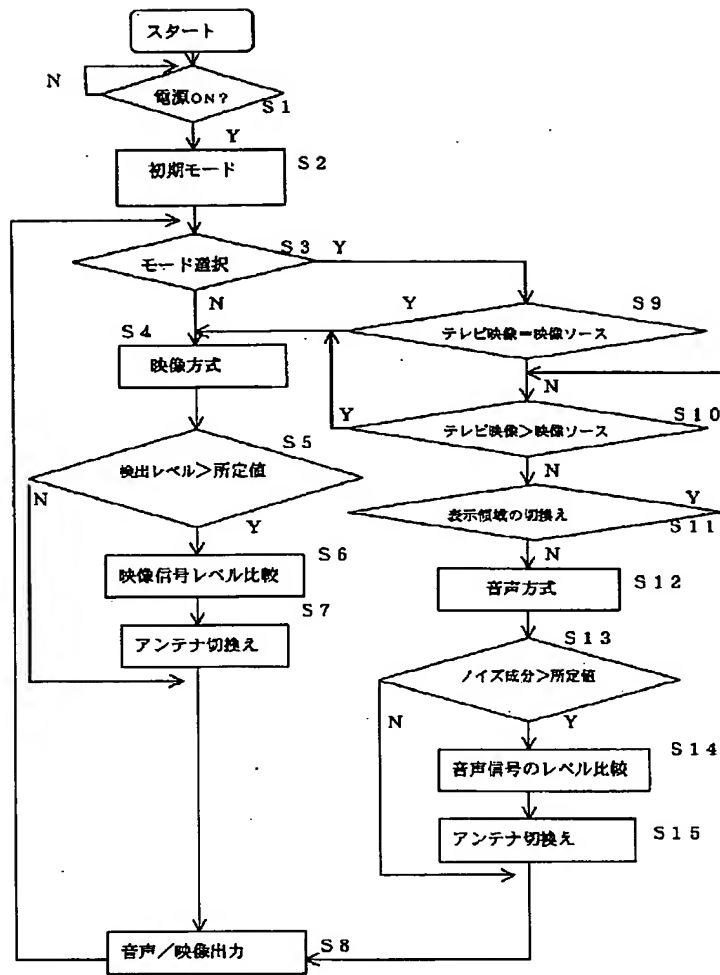 スタート
N
電源ON?
S1
Y
初期モード
S2
S3
モード選択
Y
N
S4
映像方式
Y
S9
テレビ映像=映像ソース
N
S10
Y
テレビ映像>映像ソース
N
S5
検出レベル>所定値
N
Y
Y
表示領域の切換え
S11
N
S6
映像信号レベル比較
S7
アンテナ切換え
音声方式
S12
S13
ノイズ成分>所定値
N
Y
S14
音声信号のレベル比較
アンテナ切換え
S15
音声/映像出力
S8